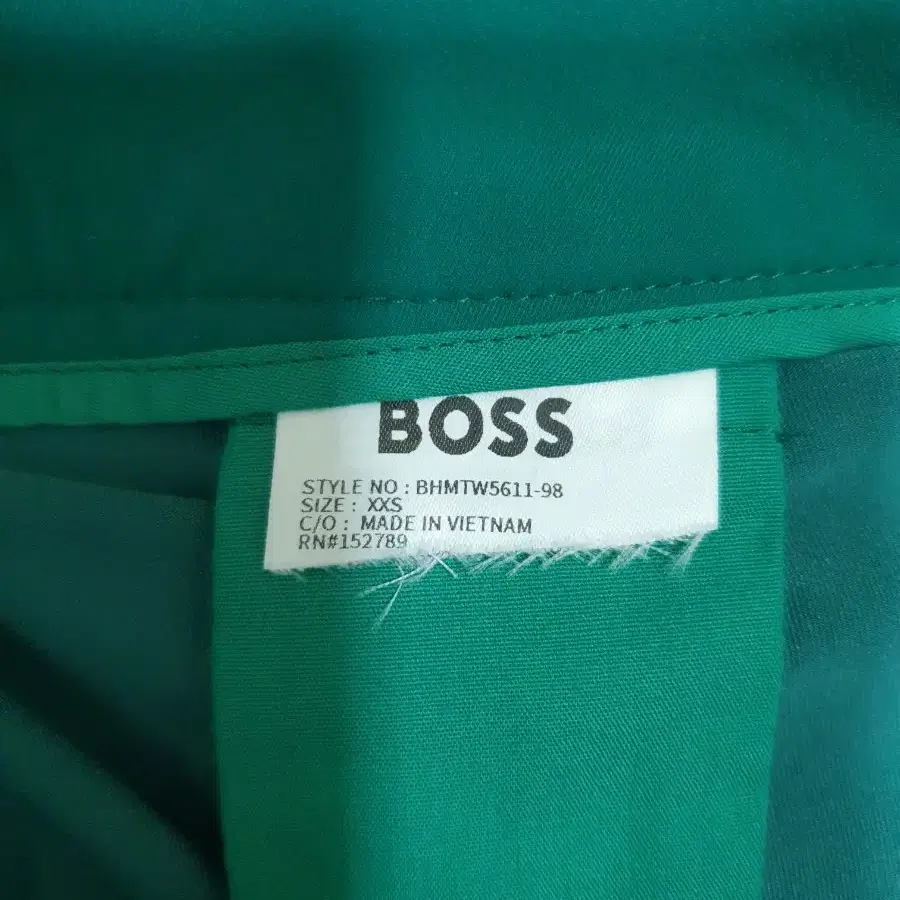 BOSS
STYLE NO : BHMTW5611-98
SIZE : XXS
C/O : MADE IN VIETNAM
RN#152789